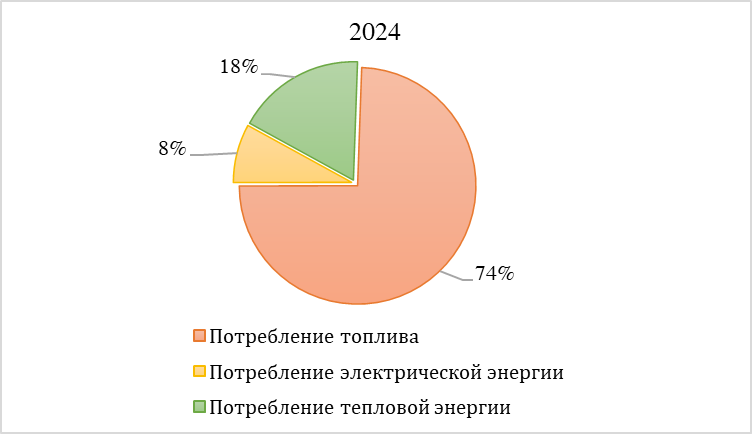 2024
18%
8%
74%
Потребление топлива
Потребление электрической энергии
Потребление тепловой энергии